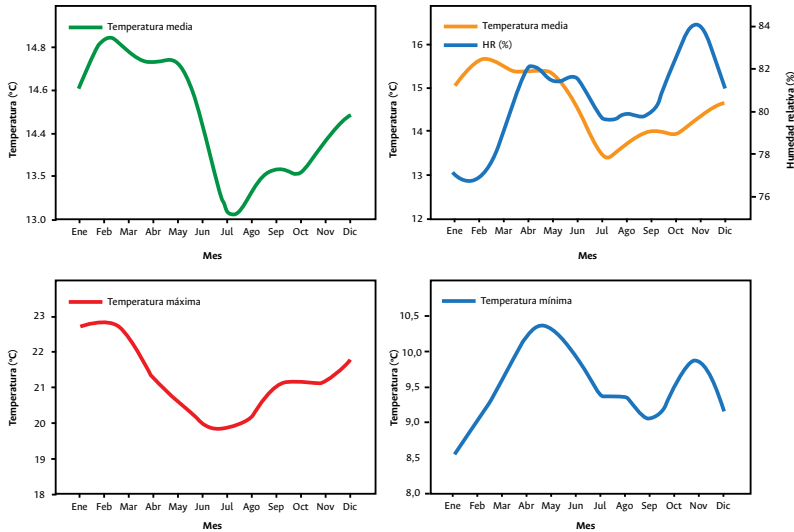 Temperatura media
Temperatura (°C)
14.8
14.6
14.4
13.5
13.0
Ene Feb Mar Abr May Jun Jul Ago Sep Oct Nov Dic
Mes
Temperatura media
HR (%)
Temperatura (°C)
16
15
14
13
12
84
82
80
78
76
Humedad relativa (%)
Ene Feb Mar Abr May Jun Jul Ago Sep Oct Nov Dic
Mes
Temperatura máxima
Temperatura (°C)
23
22
21
20
19
18
Ene Feb Mar Abr May Jun Jul Ago Sep Oct Nov Dic
Mes
Temperatura mínima
Temperatura (°C)
10,5
10,0
9,5
9,0
8,5
8,0
Ene Feb Mar Abr May Jun Jul Ago Sep Oct Nov Dic
Mes